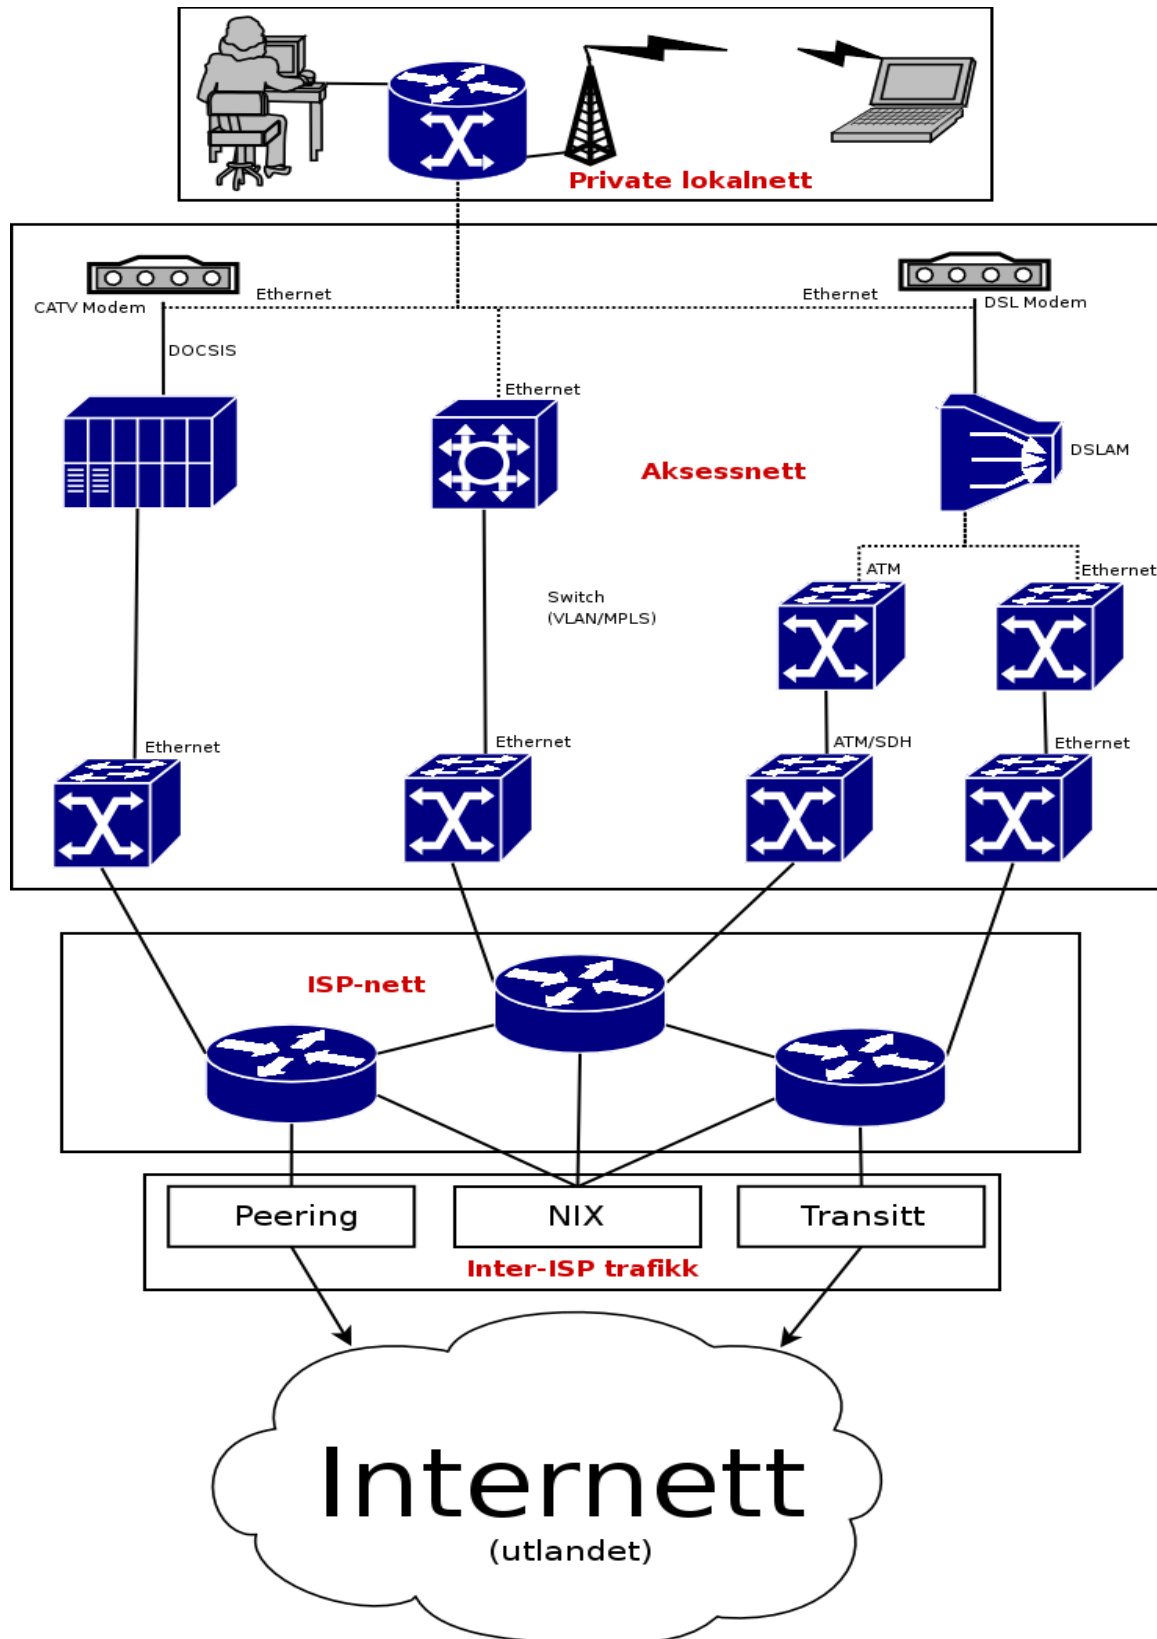 Private lokalnett
Ethernet
Ethernet
CATV Modem
DSL Modem
DOCSIS
Ethernet
DSLAM
Aksessnett
ATM
Ethernet
Switch
(VLAN/MPLS)
Ethernet
Ethernet
ATM/SDH
Ethernet
ISP-nett
Peering
NIX
Transitt
Inter-ISP trafikk
Internett
(utlandet)